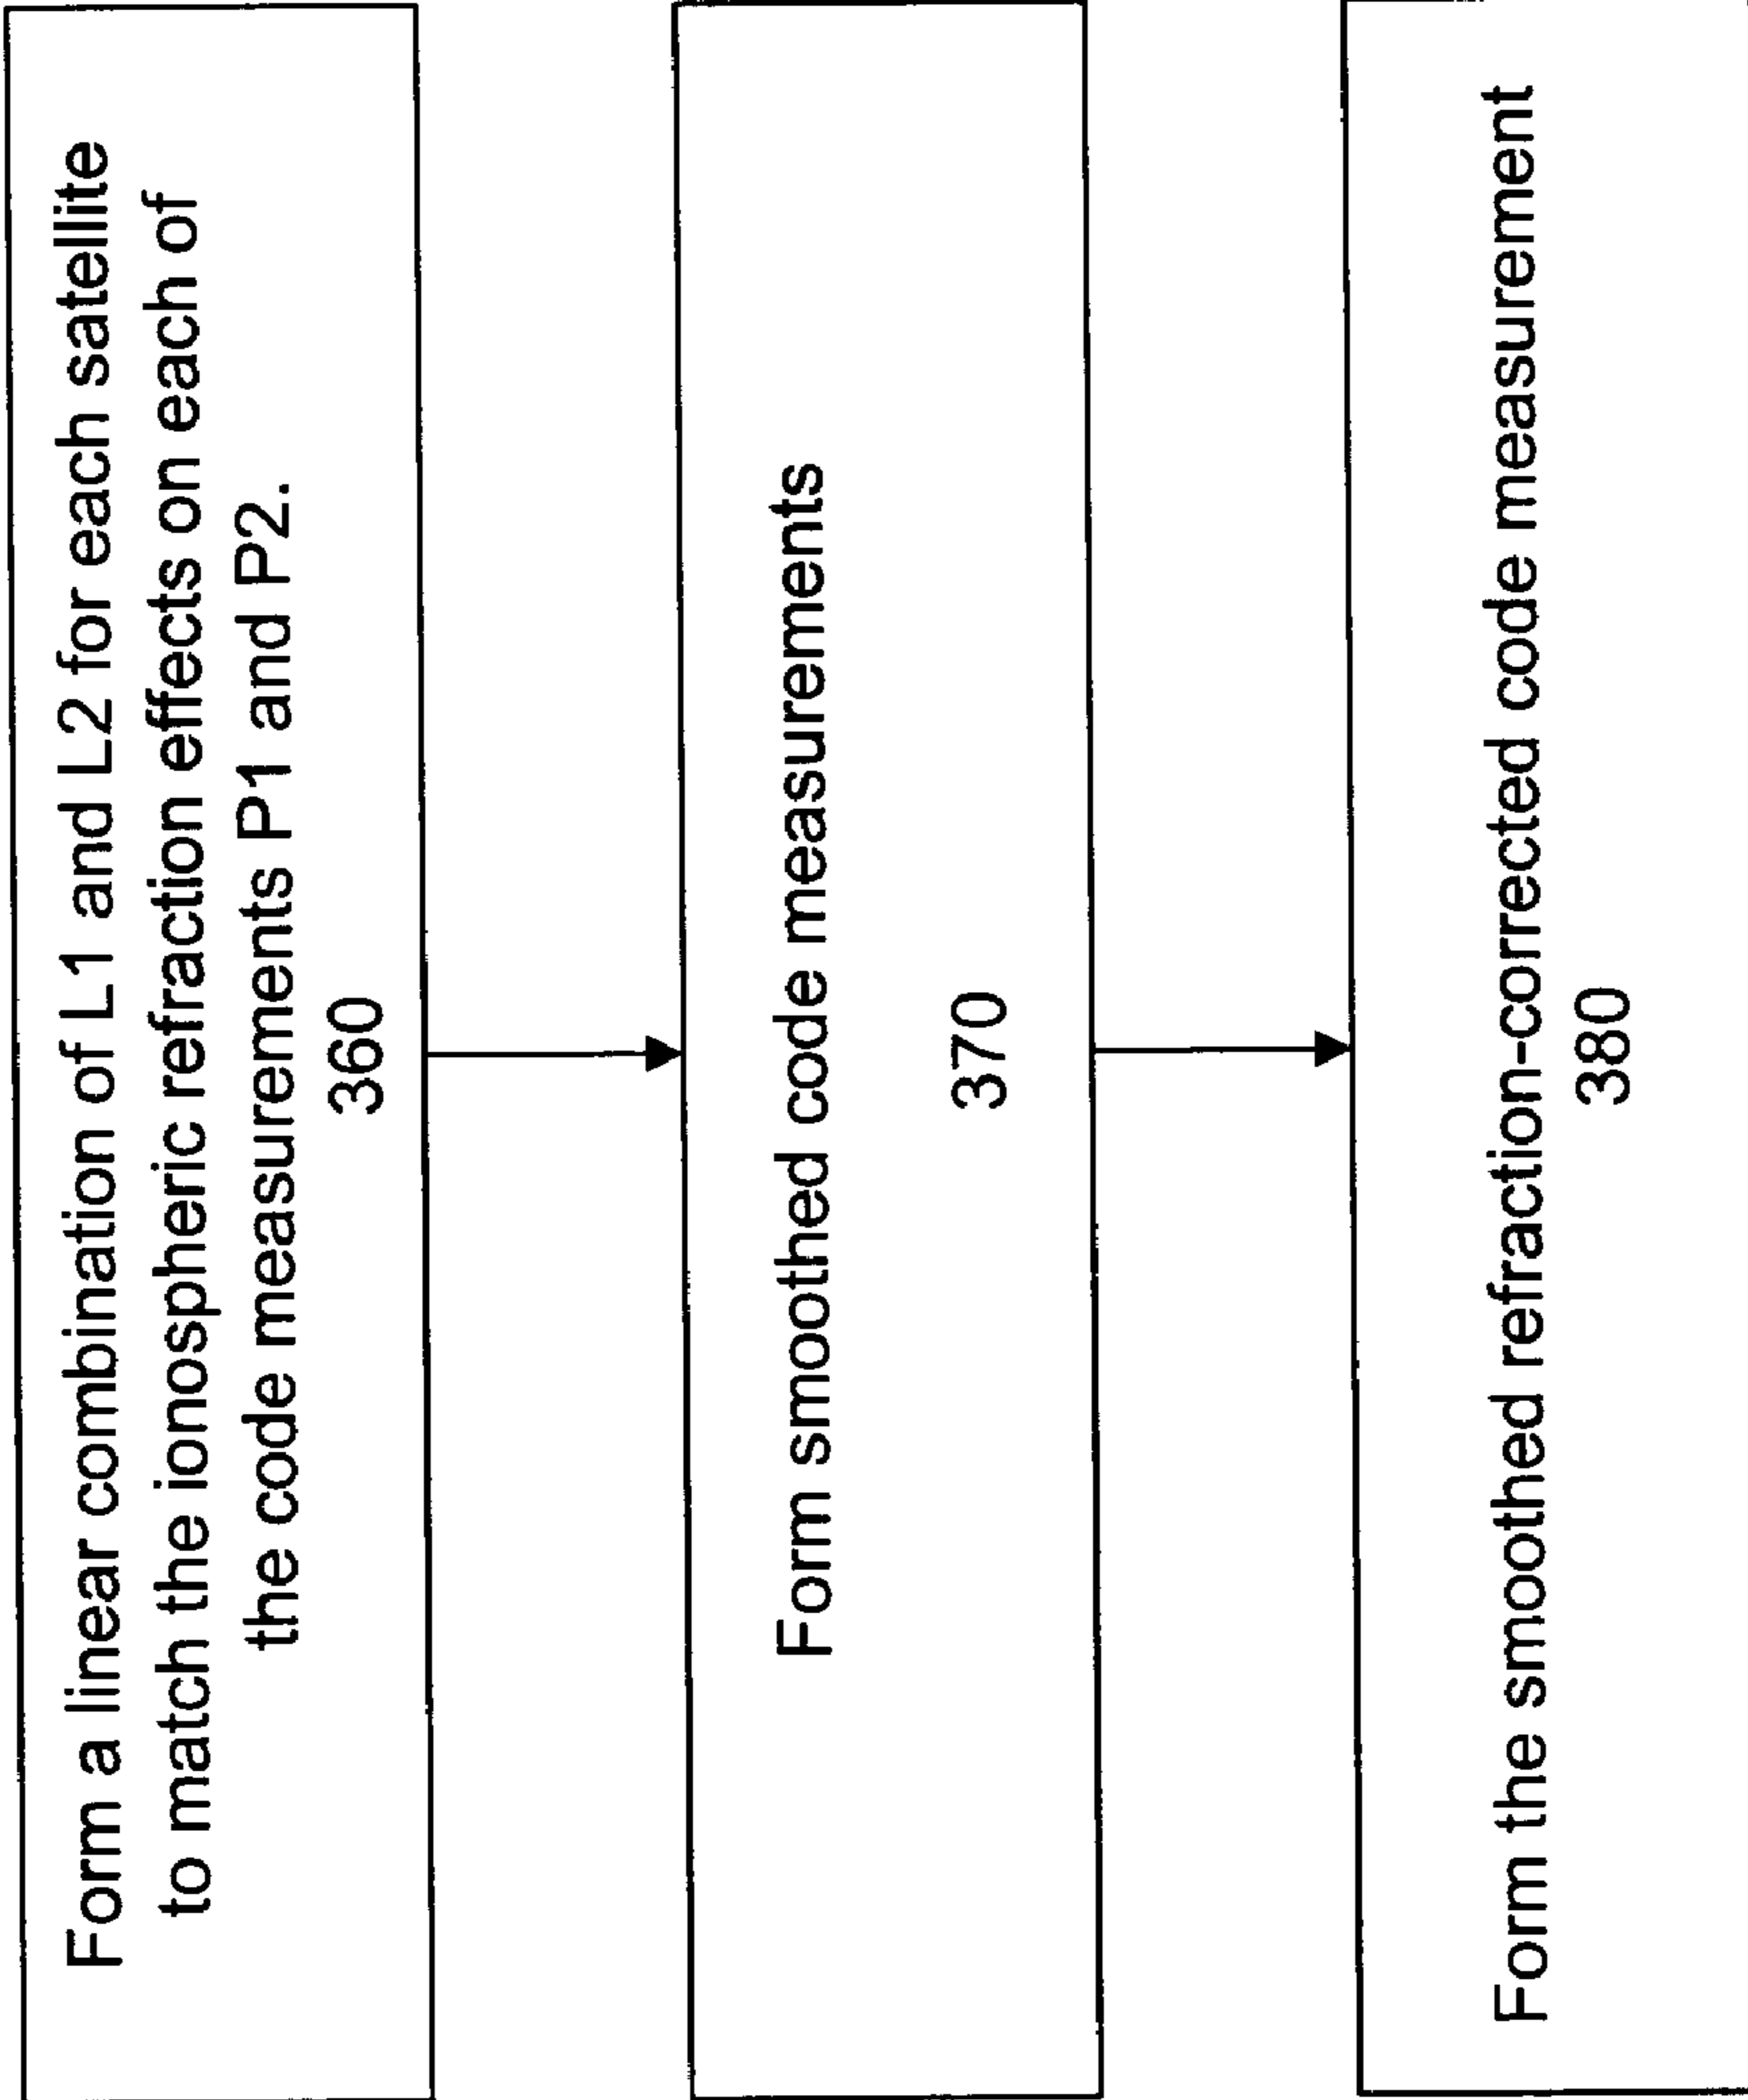 Form a linear combination of L1 and L2 for each satellite
to match the ionospheric refraction effects on each of
the code measurements P1 and P2.
360
Form smoothed code measurements
370
Form the smoothed refraction-corrected code measurement
380